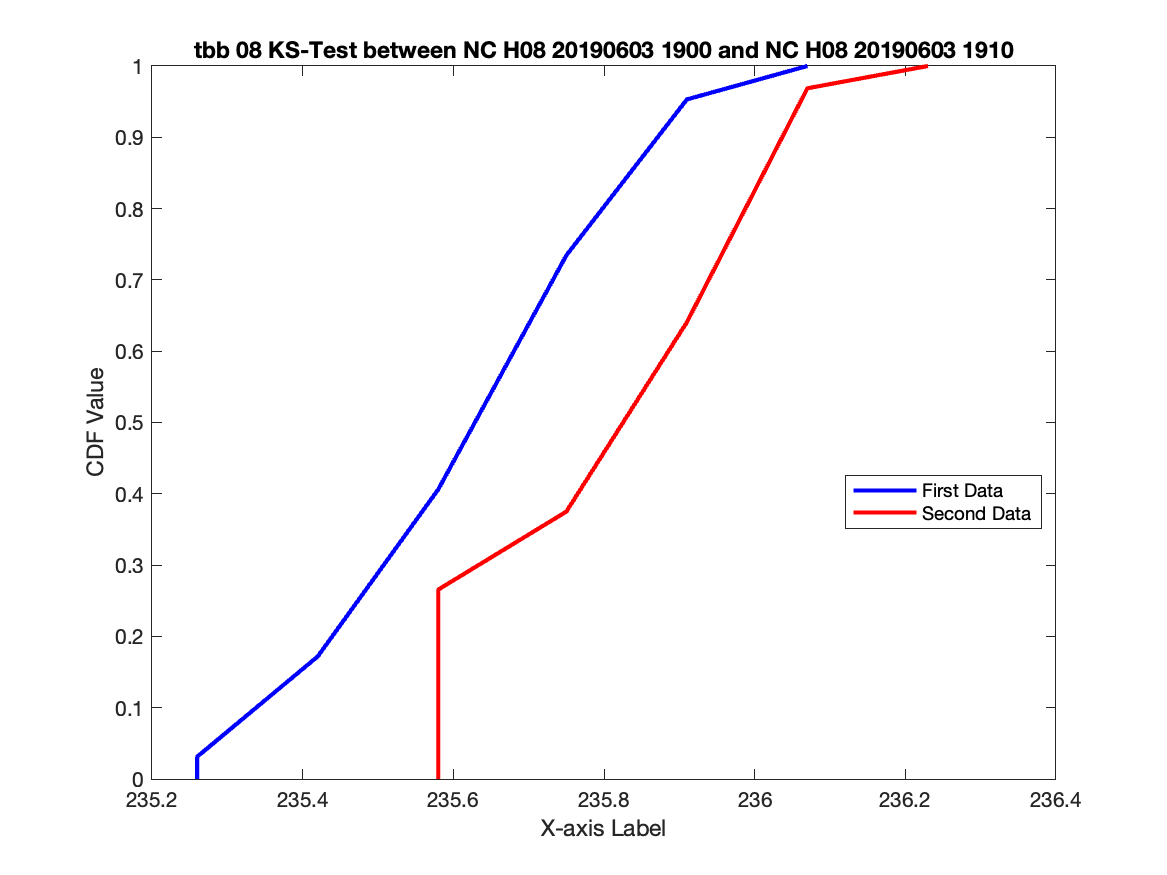 tbb 08 KS-Test between NC H08 20190603 1900 and NC H08 20190603 1910
1
0.9
0.8
0.7
0.6
0.5
0.4
0.3
0.2
0.1
0
CDF Value
First Data
Second Data
235.2 235.4 235.6 235.8 236 236.2 236.4
X-axis Label